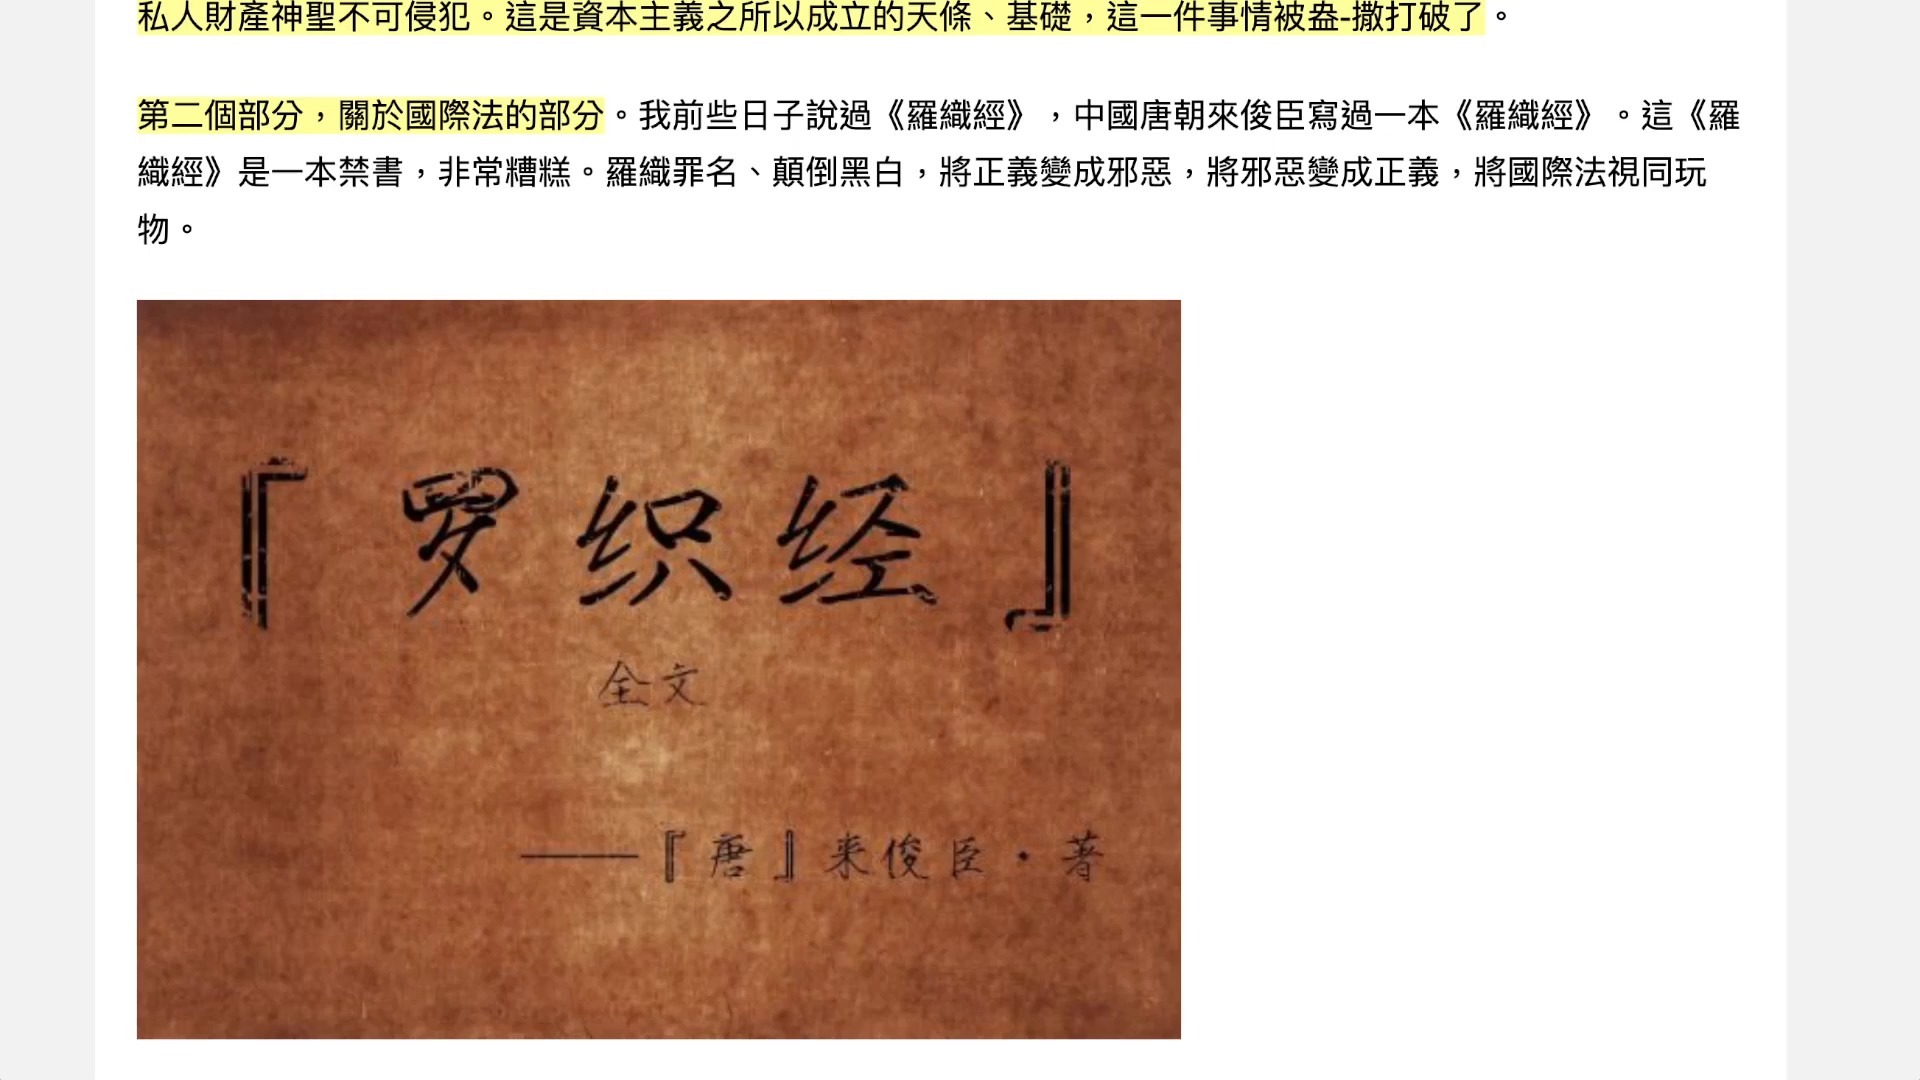 私人財產神聖不可侵犯。這是資本主義之所以成立的天條、基礎，這一件事情被盎-撒打破了。
第二個部分，關於國際法的部分。我前些日子說過《羅織經》，中國唐朝來俊臣寫過一本《羅織經》。這《羅
織經》是一本禁書，非常糟糕。羅織罪名、顛倒黑白，將正義變成邪惡，將邪惡變成正義，將國際法視同玩
物。
『罗织经』
全文
——『唐』来俊臣·著